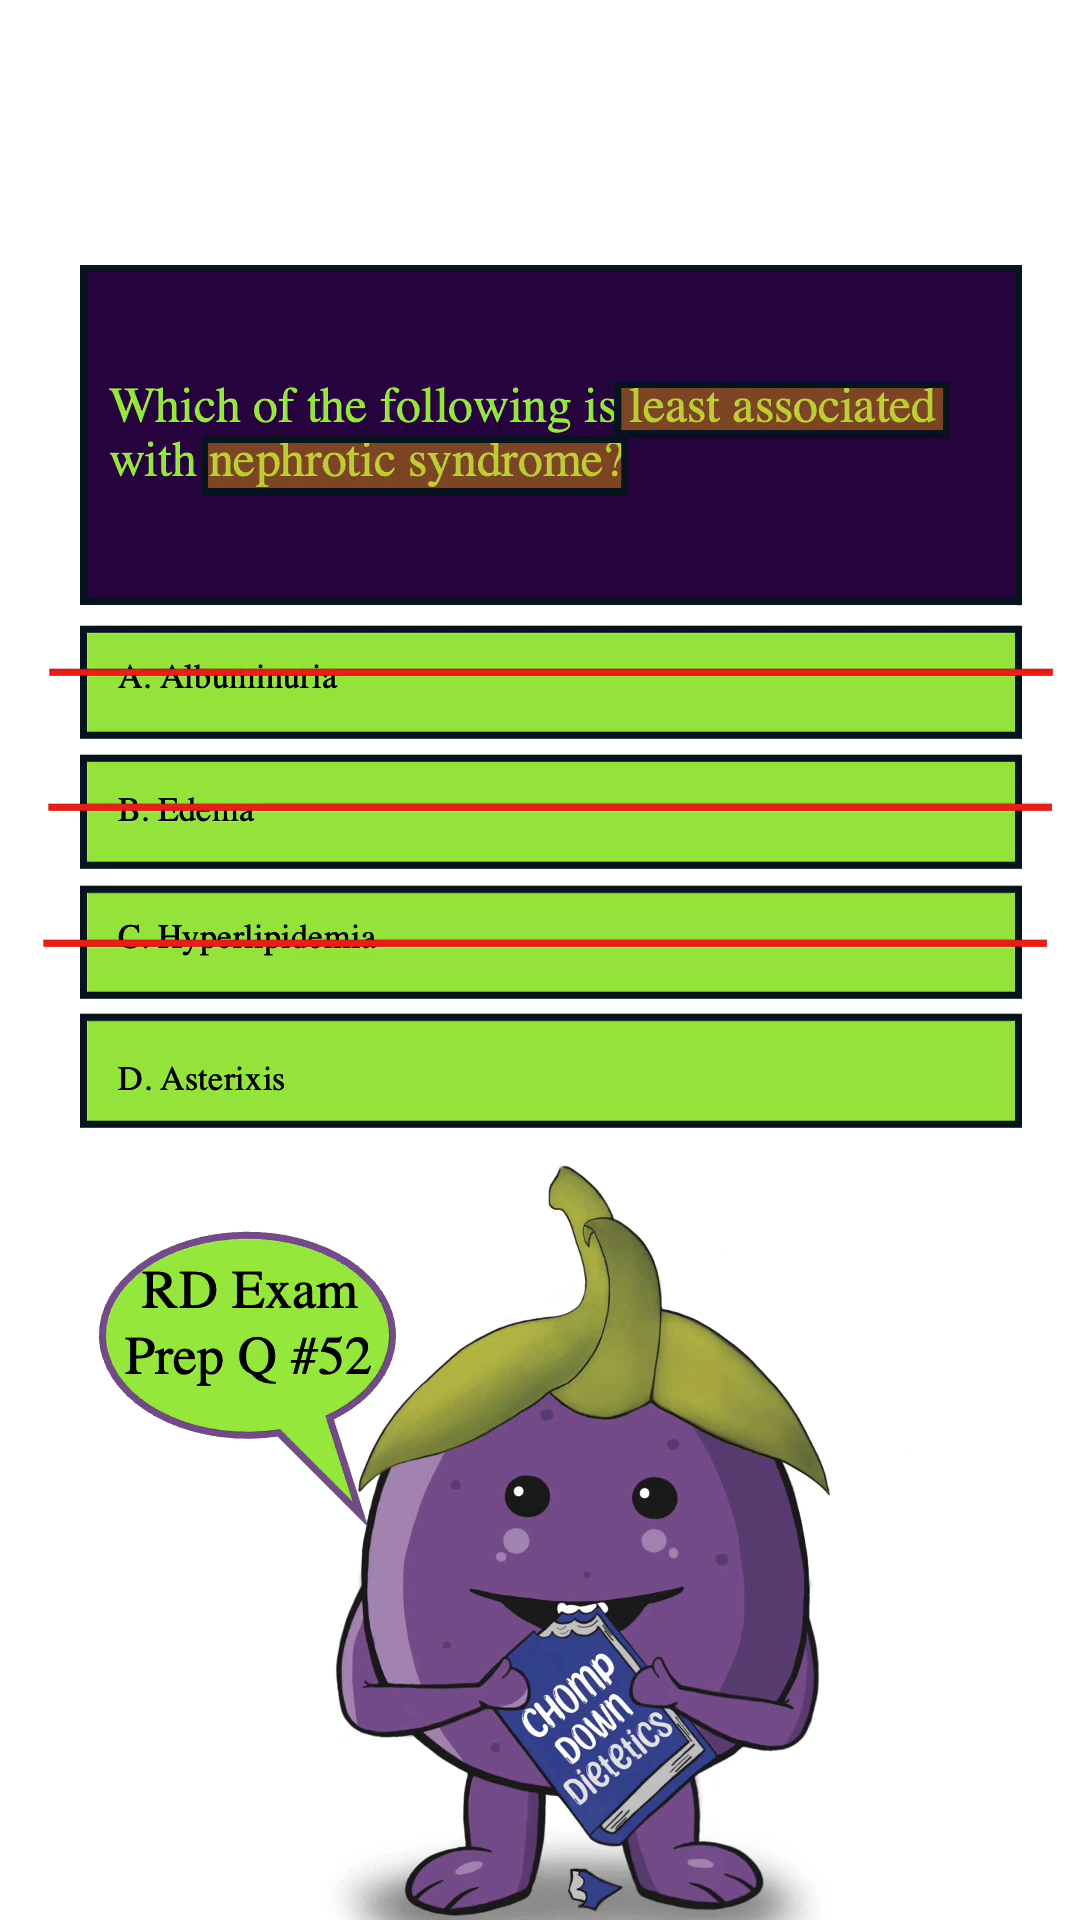 Which of the following is least associated
with nephrotic syndrome?
A. Albuminuria
B. Edema
C. Hyperlipidemia
D. Asterixis
RD Exam
Prep Q #52
CHOMP
DOWN
Dietetics